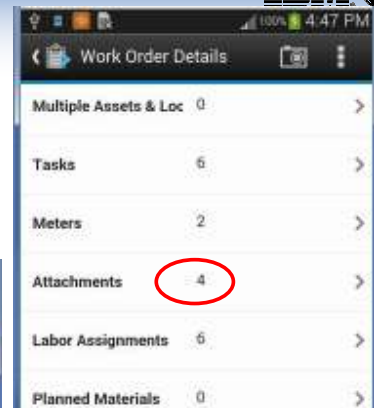 100% 4:47 PM
Work Order Details
Multiple Assets & Loc 0
Tasks 6
Meters 2
Attachments 4
Labor Assignments 6
Planned Materials 0